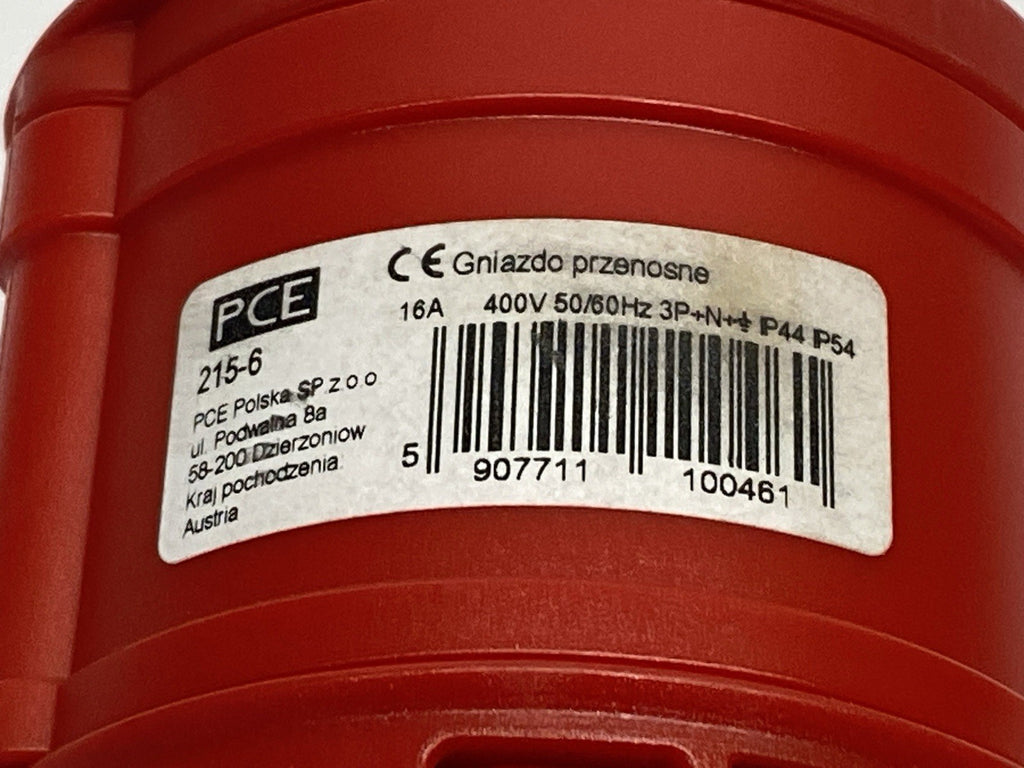 PCE
CE Gniazdo przenosne
16A 400V 50/60Hz 3P+N+⏚ IP44 IP54
215-6
PCE Polska SP z o o
ul. Podwalna 8a
58-200 Dzierzoniow
Kraj pochodzenia
Austria
5 907711 100461